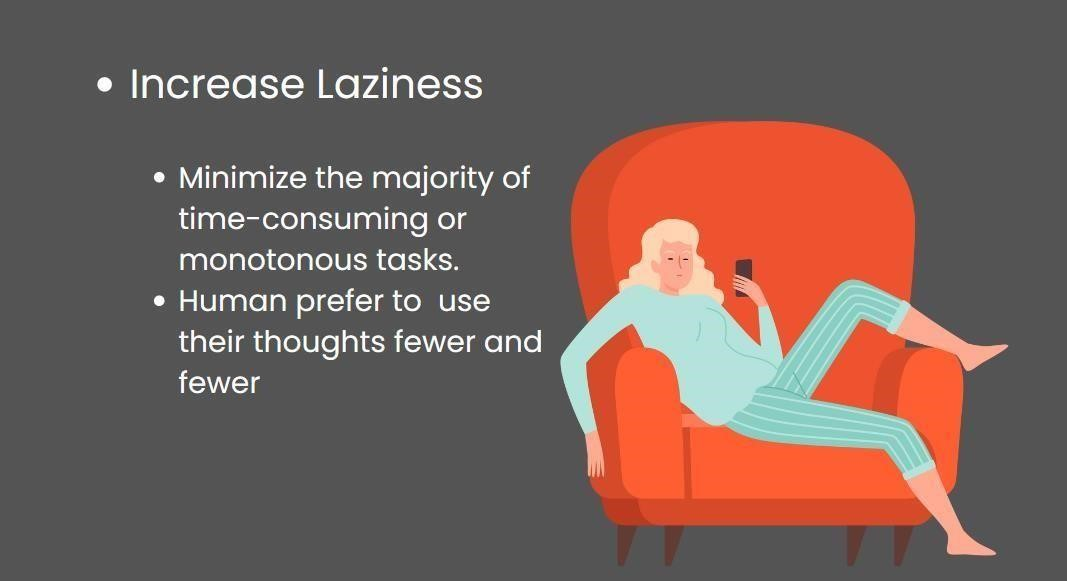 • Increase Laziness
• Minimize the majority of
time-consuming or
monotonous tasks.
• Human prefer to  use
their thoughts fewer and
fewer